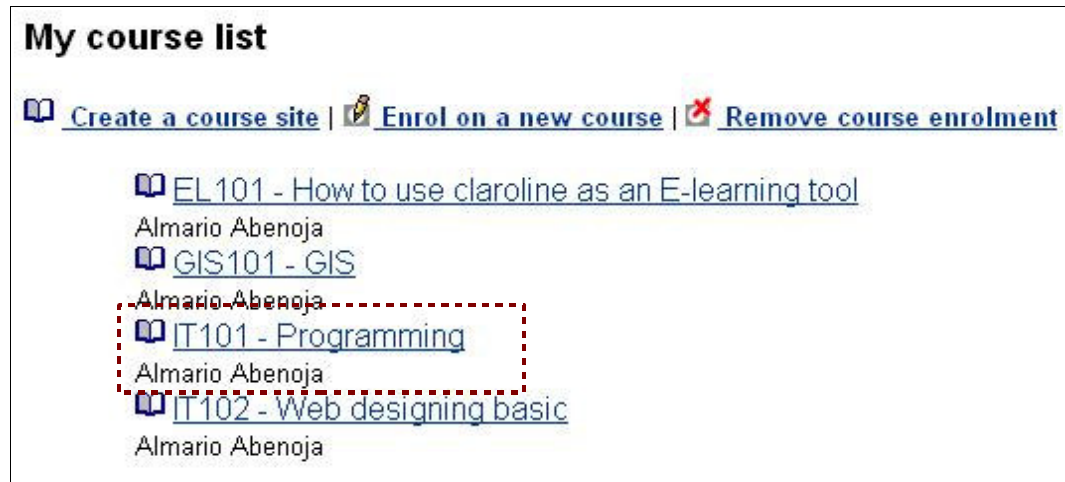 My course list
Create a course site | Enrol on a new course | Remove course enrolment
EL101 - How to use claroline as an E-learning tool
Almario Abenoja
GIS101 - GIS
Almario Abenoja
IT101 - Programming
Almario Abenoja
IT102 - Web designing basic
Almario Abenoja